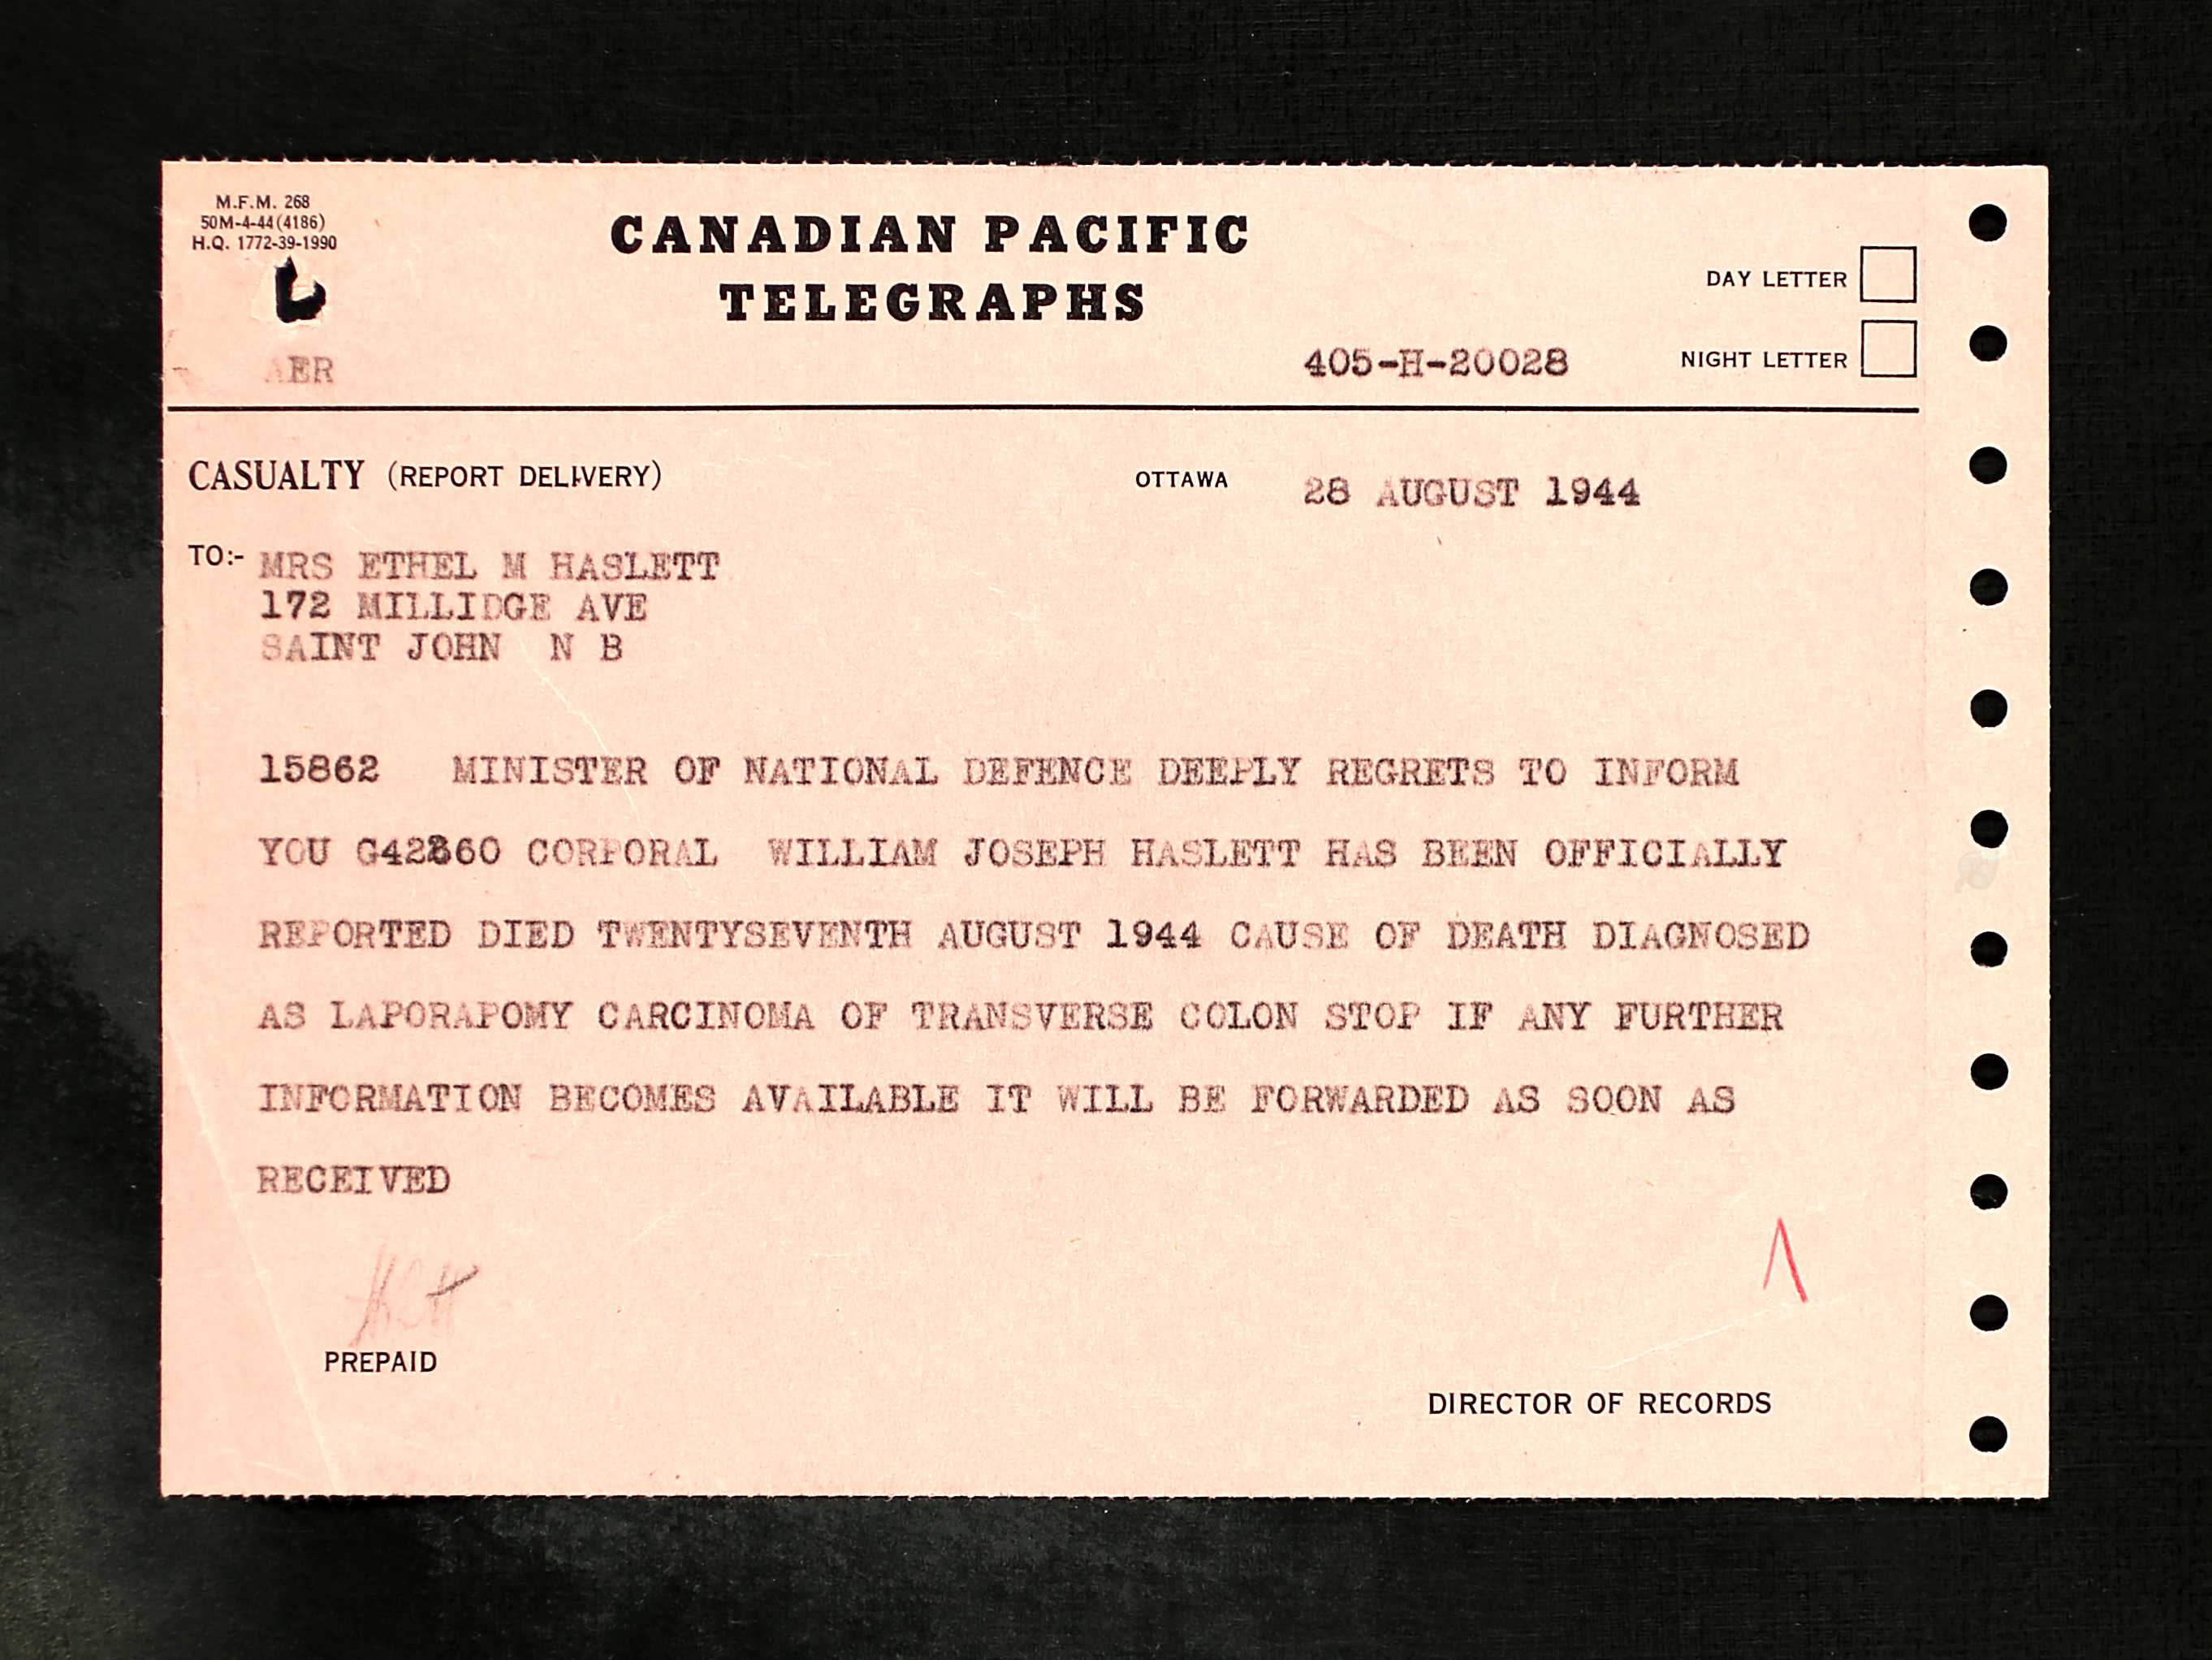 M.F.M. 268
50M-4-44 (4186)
H.Q. 1772-39-1990
CANADIAN PACIFIC
TELEGRAPHS
DAY LETTER
AER
405-H-20028
NIGHT LETTER
CASUALTY (REPORT DELIVERY)
OTTAWA 28 AUGUST 1944
TO:- MRS ETHEL M HASLETT
172 MILLIDGE AVE
SAINT JOHN N B
15862 MINISTER OF NATIONAL DEFENCE DEEPLY REGRETS TO INFORM
YOU CORPORAL WILLIAM JOSEPH HASLETT HAS BEEN OFFICIALLY
REPORTED DIED TWENTYSEVENTH AUGUST 1944 CAUSE OF DEATH DIAGNOSED
AS LAPORAPOMY CARCINOMA OF TRANSVERSE COLON STOP IF ANY FURTHER
INFORMATION BECOMES AVAILABLE IT WILL BE FORWARDED AS SOON AS
RECEIVED
PREPAID
DIRECTOR OF RECORDS